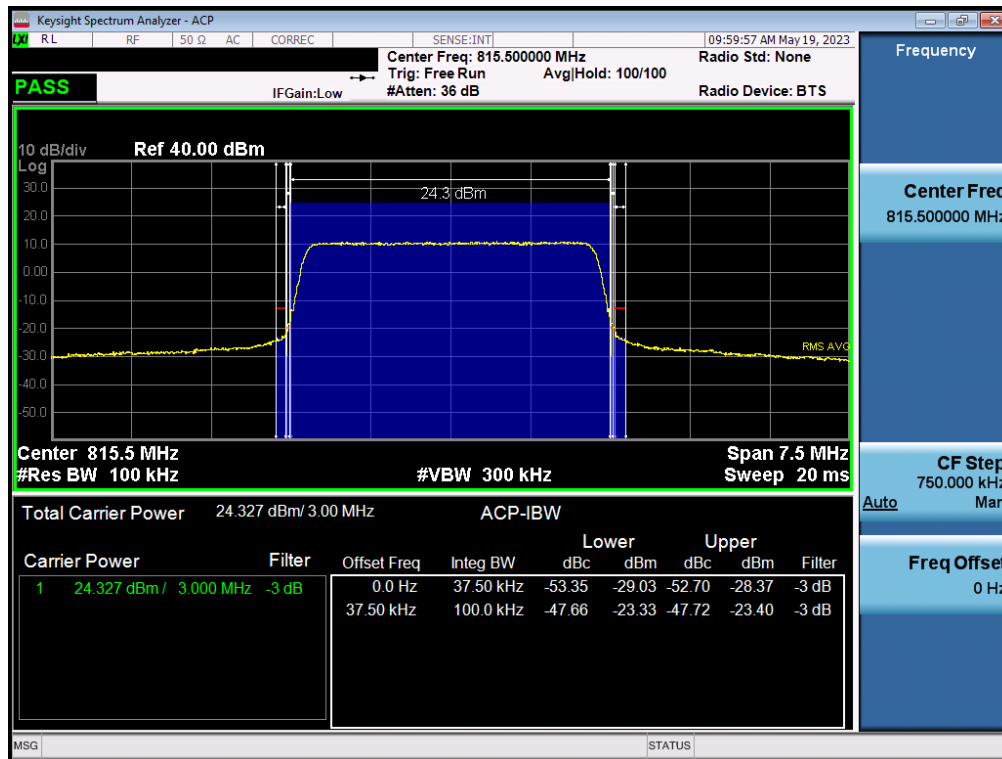 Keysight Spectrum Analyzer - ACP
LXI RL RF 50 Ω AC CORREC SENSE:INT 09:59:57 AM May 19, 2023
Center Freq: 815.500000 MHz Radio Std: None
Trig: Free Run Avg|Hold: 100/100
PASS IFGain:Low #Atten: 36 dB Radio Device: BTS
10 dB/div Ref 40.00 dBm
Log
30.0
24.3 dBm
20.0
10.0
0.00
-10.0
-20.0
RMS AVG
-30.0
-40.0
-50.0
Center 815.5 MHz Span 7.5 MHz
#Res BW 100 kHz #VBW 300 kHz Sweep 20 ms
Total Carrier Power 24.327 dBm/ 3.00 MHz ACP-IBW
Lower Upper
Carrier Power Filter Offset Freq Integ BW dBc dBm dBc dBm Filter
1 24.327 dBm / 3.000 MHz -3 dB 0.0 Hz 37.50 kHz -53.35 -29.03 -52.70 -28.37 -3 dB
37.50 kHz 100.0 kHz -47.66 -23.33 -47.72 -23.40 -3 dB
MSG STATUS
Frequency
Center Freq
815.500000 MHz
CF Step
750.000 kHz
Auto Man
Freq Offset
0 Hz